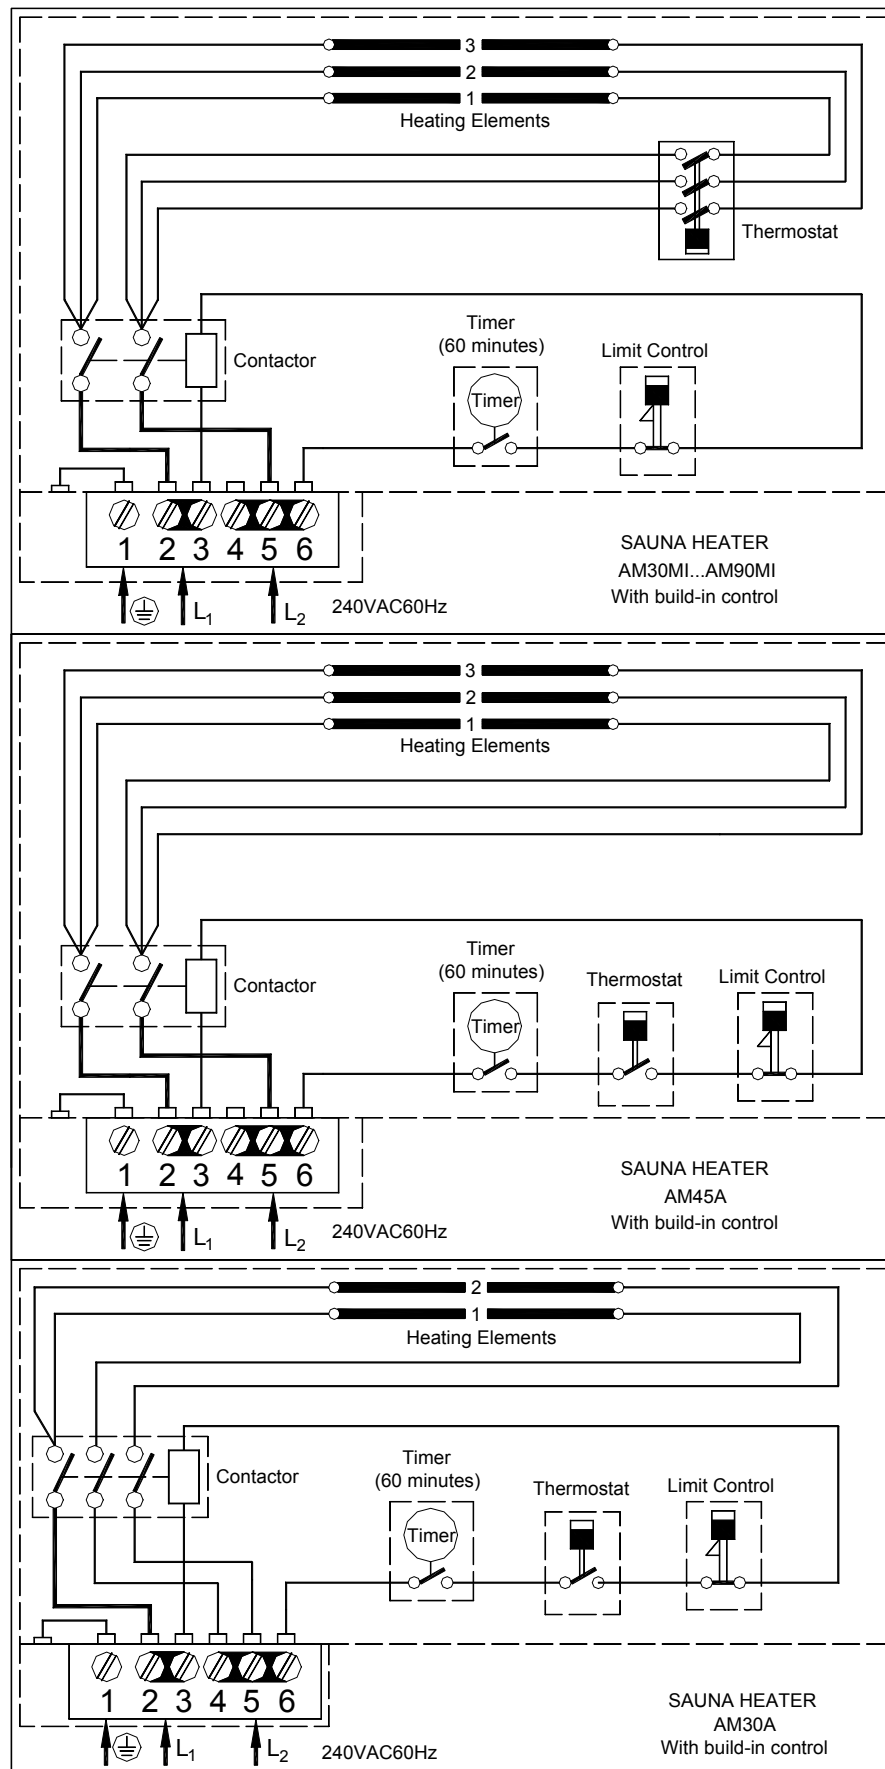 3
2
1
Heating Elements
Thermostat
Timer
(60 minutes)
Limit Control
Contactor
Timer
1 2 3 4 5 6
SAUNA HEATER
AM30MI...AM90MI
With build-in control
L1 L2 240VAC60Hz
3
2
1
Heating Elements
Timer
(60 minutes)
Thermostat
Limit Control
Contactor
Timer
1 2 3 4 5 6
SAUNA HEATER
AM45A
With build-in control
L1 L2 240VAC60Hz
2
1
Heating Elements
Timer
(60 minutes)
Thermostat
Limit Control
Contactor
Timer
1 2 3 4 5 6
SAUNA HEATER
AM30A
With build-in control
L1 L2 240VAC60Hz